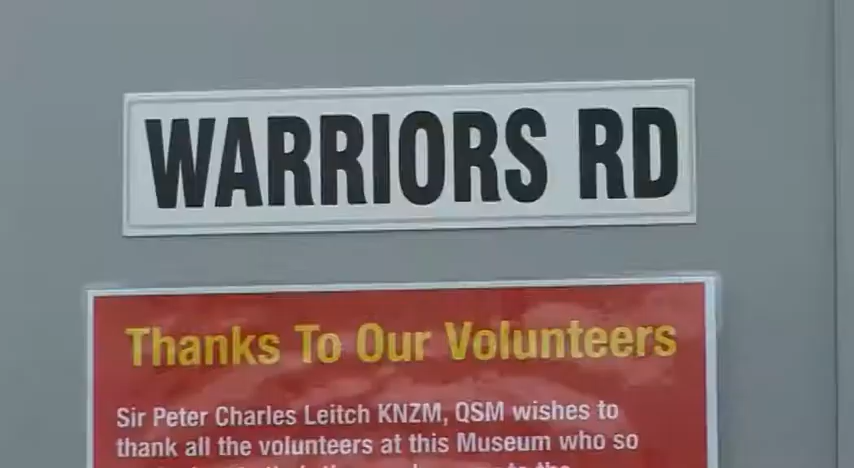 WARRIORS RD
Thanks To Our Volunteers
Sir Peter Charles Leitch KNZM, QSM wishes to
thank all the volunteers at this Museum who so